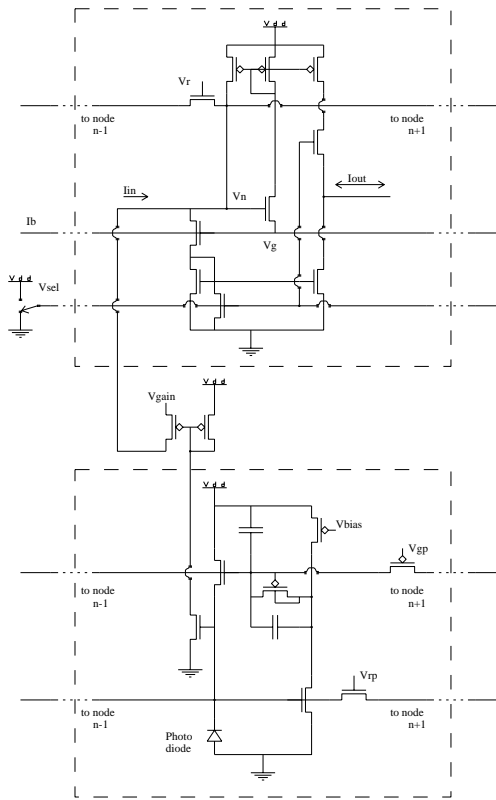 Vdd
Vr
to node
n-1
to node
n+1
Iin
Iout
Vn
Ib
Vg
Vdd
Vsel
Vgain
Vdd
Vdd
Vbias
Vgp
to node
n-1
to node
n+1
Vrp
to node
n-1
Photo
diode
to node
n+1